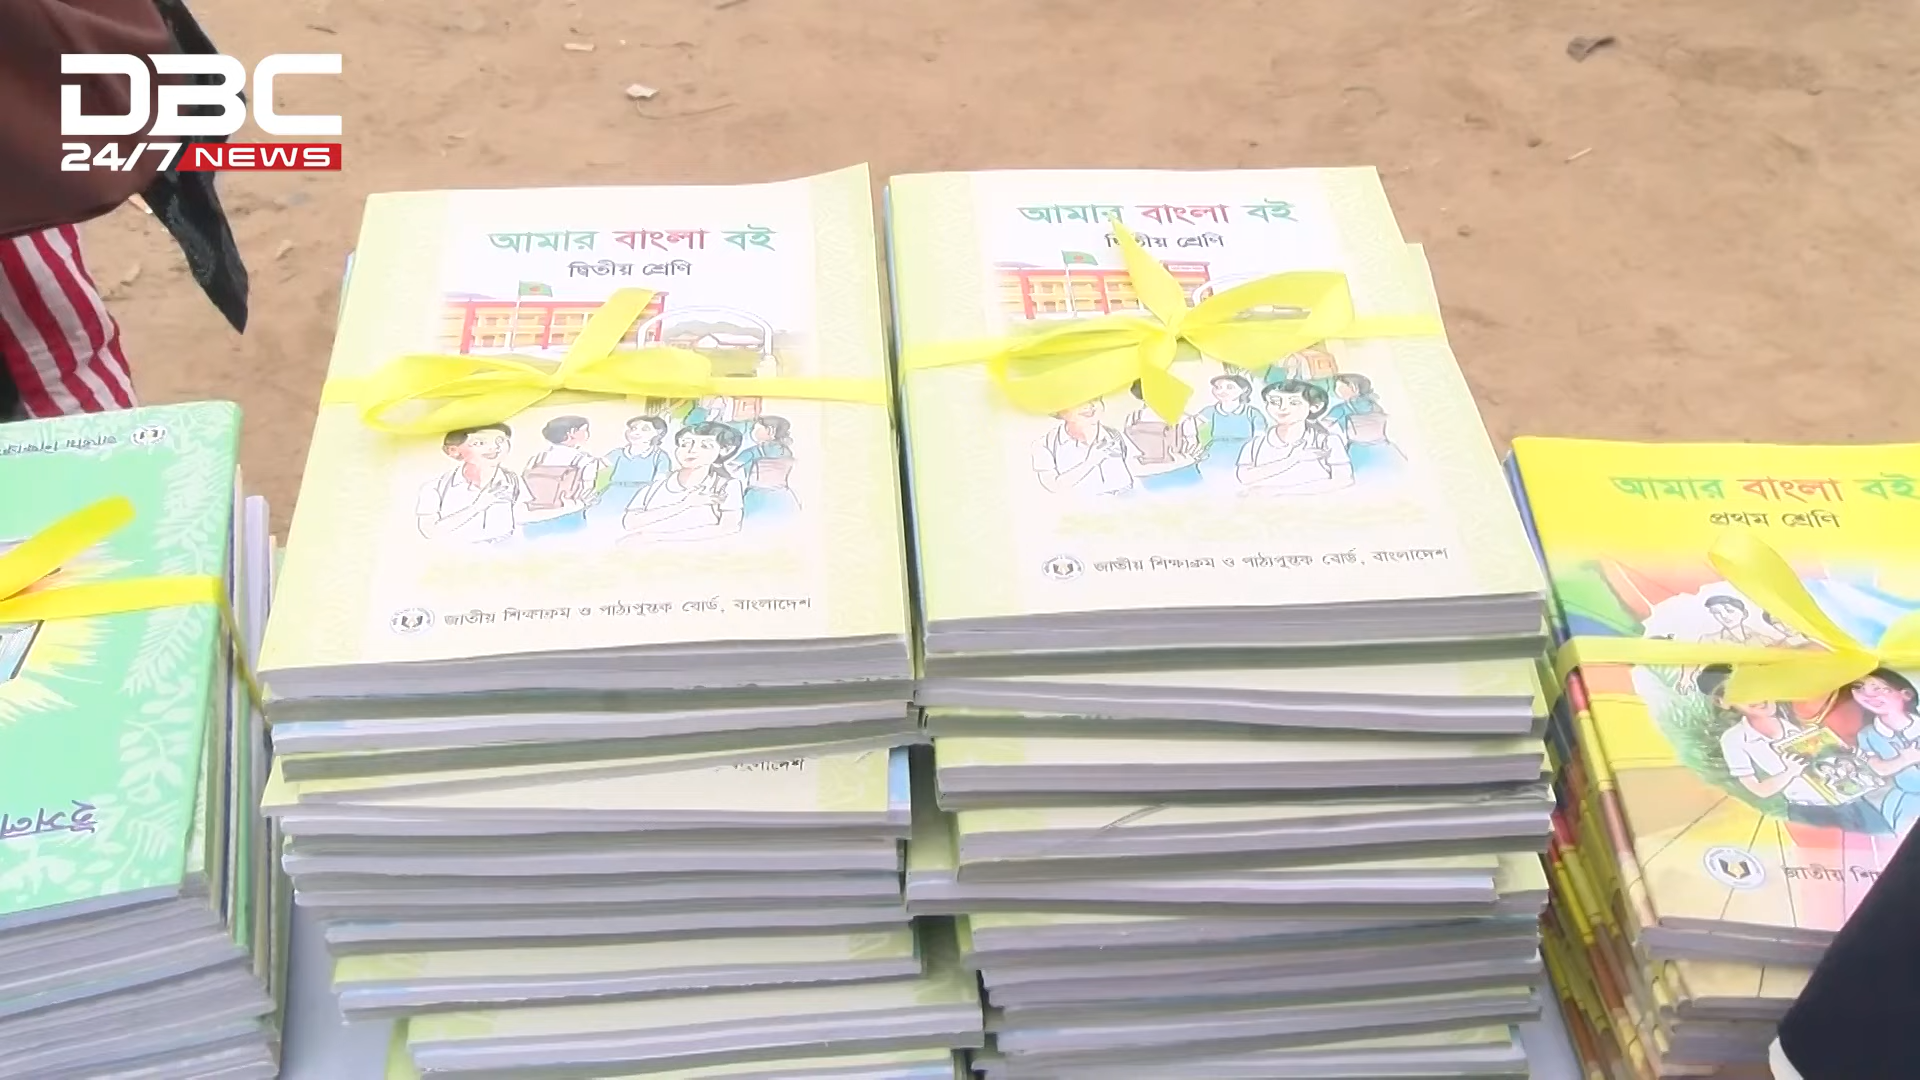 DBC
24/7 NEWS
আমার বাংলা বই
দ্বিতীয় শ্রেণি
জাতীয় শিক্ষাক্রম ও পাঠ্যপুস্তক বোর্ড, বাংলাদেশ
বাংলাদেশ
আমার বাংলা বই
দ্বিতীয় শ্রেণি
জাতীয় শিক্ষাক্রম ও পাঠ্যপুস্তক বোর্ড, বাংলাদেশ
আমার বাংলা বই
প্রথম শ্রেণি
জাতীয়